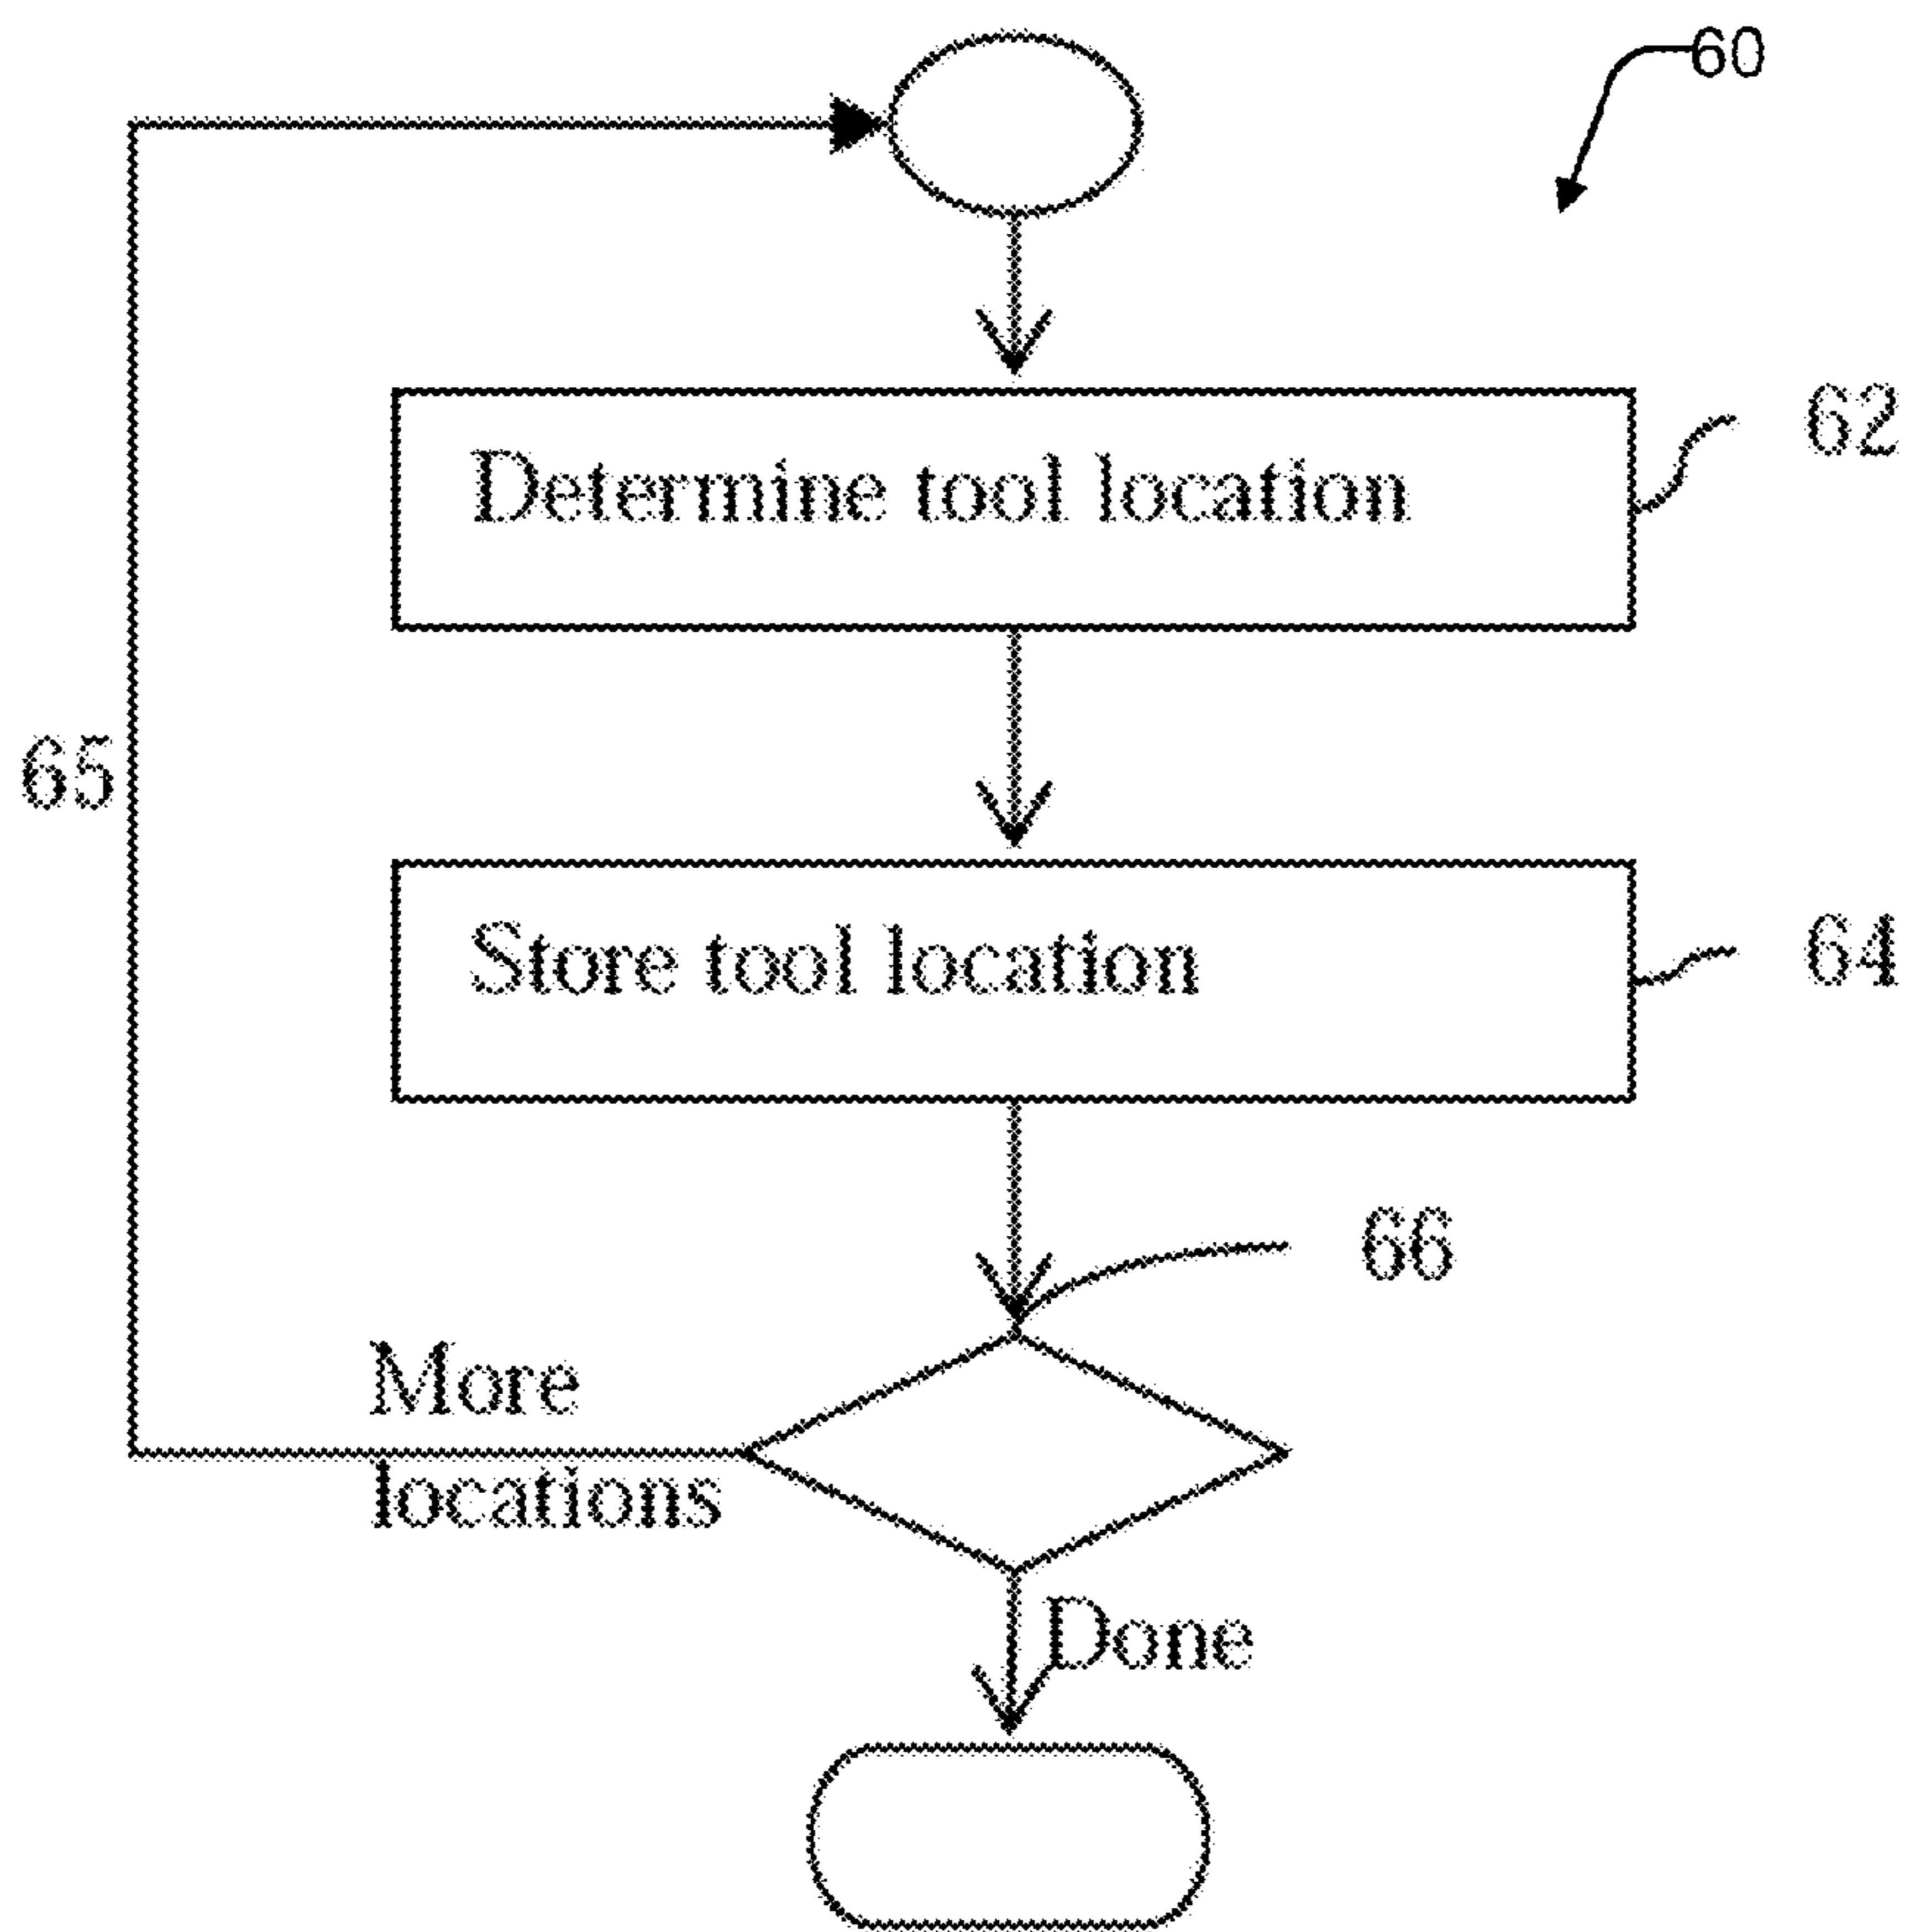 60
62
Determine tool location
65
64
Store tool location
66
More
locations
Done